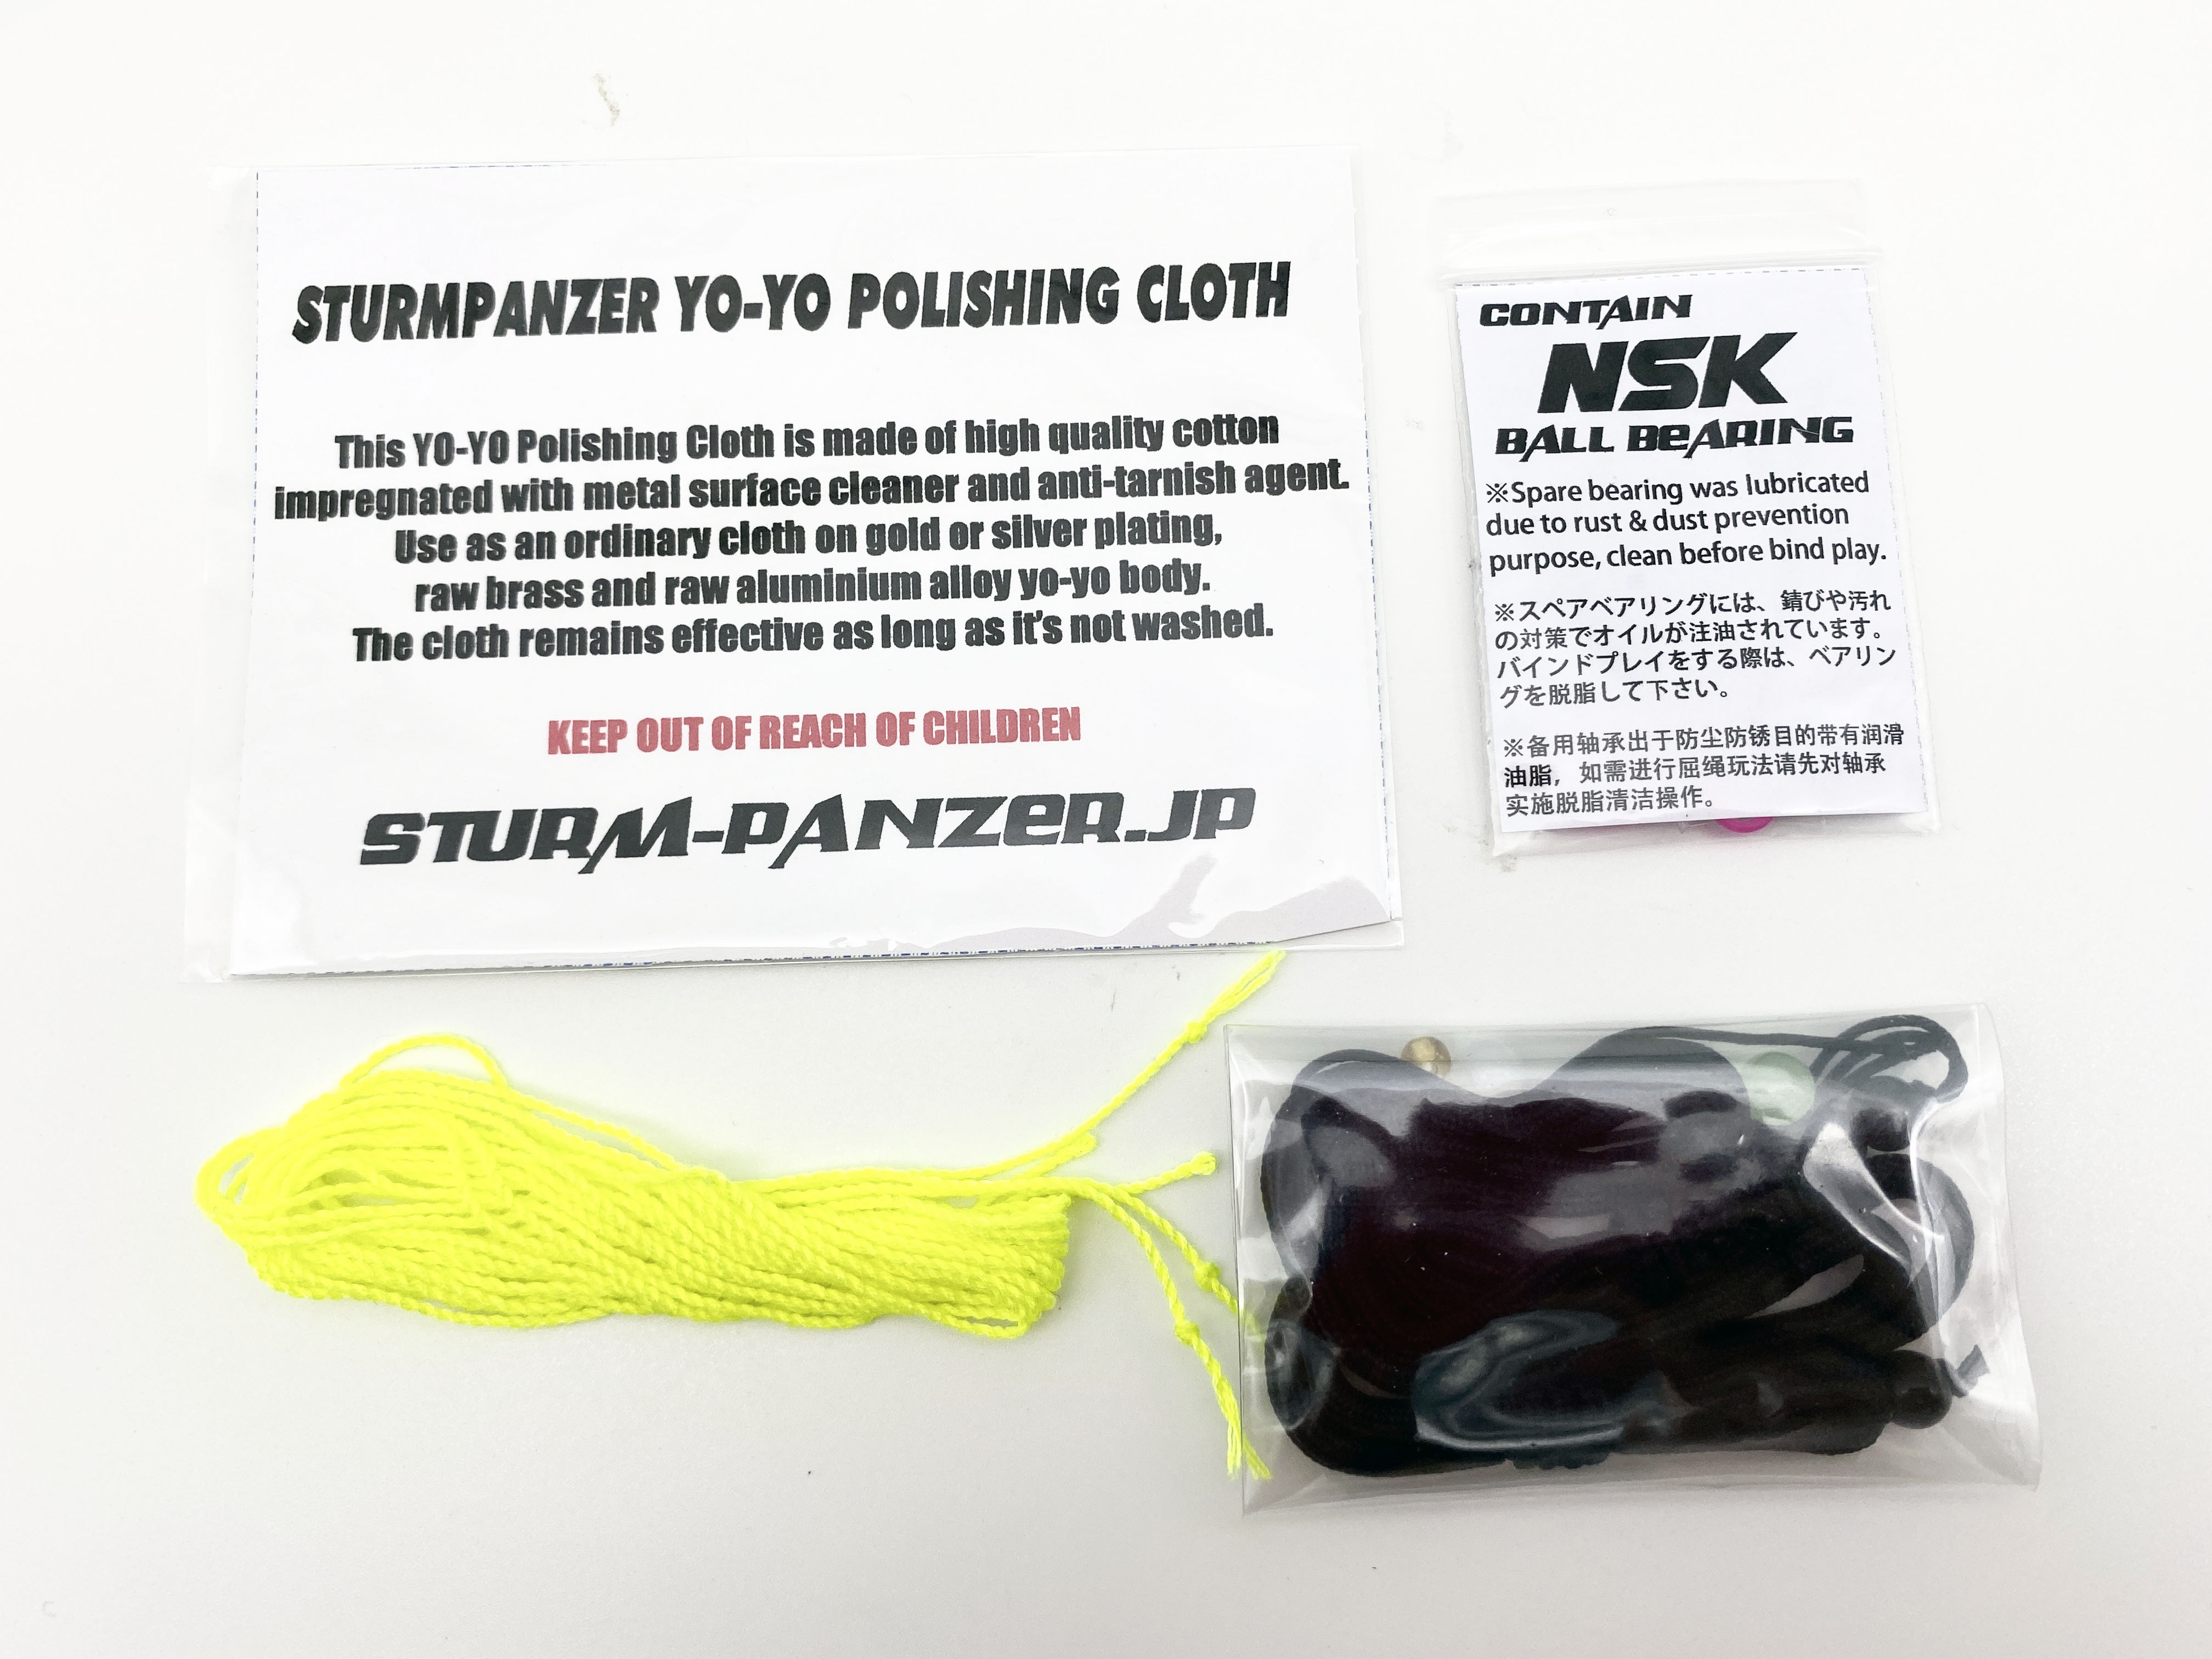 STURMPANZER YO-YO POLISHING CLOTH
This YO-YO Polishing Cloth is made of high quality cotton
impregnated with metal surface cleaner and anti-tarnish agent.
Use as an ordinary cloth on gold or silver plating,
raw brass and raw aluminium alloy yo-yo body.
The cloth remains effective as long as it's not washed.
KEEP OUT OF REACH OF CHILDREN
STURM-PANZER.JP
CONTAIN
NSK
BALL BEARING
※Spare bearing was lubricated
due to rust & dust prevention
purpose, clean before bind play.
※スペアベアリングには、錆びや汚れ
の対策でオイルが注油されています。
バインドプレイをする際は、ベアリン
グを脱脂して下さい。
※备用轴承出于防尘防锈目的带有润滑
油脂，如需进行屈绳玩法请先对轴承
实施脱脂清洁操作。